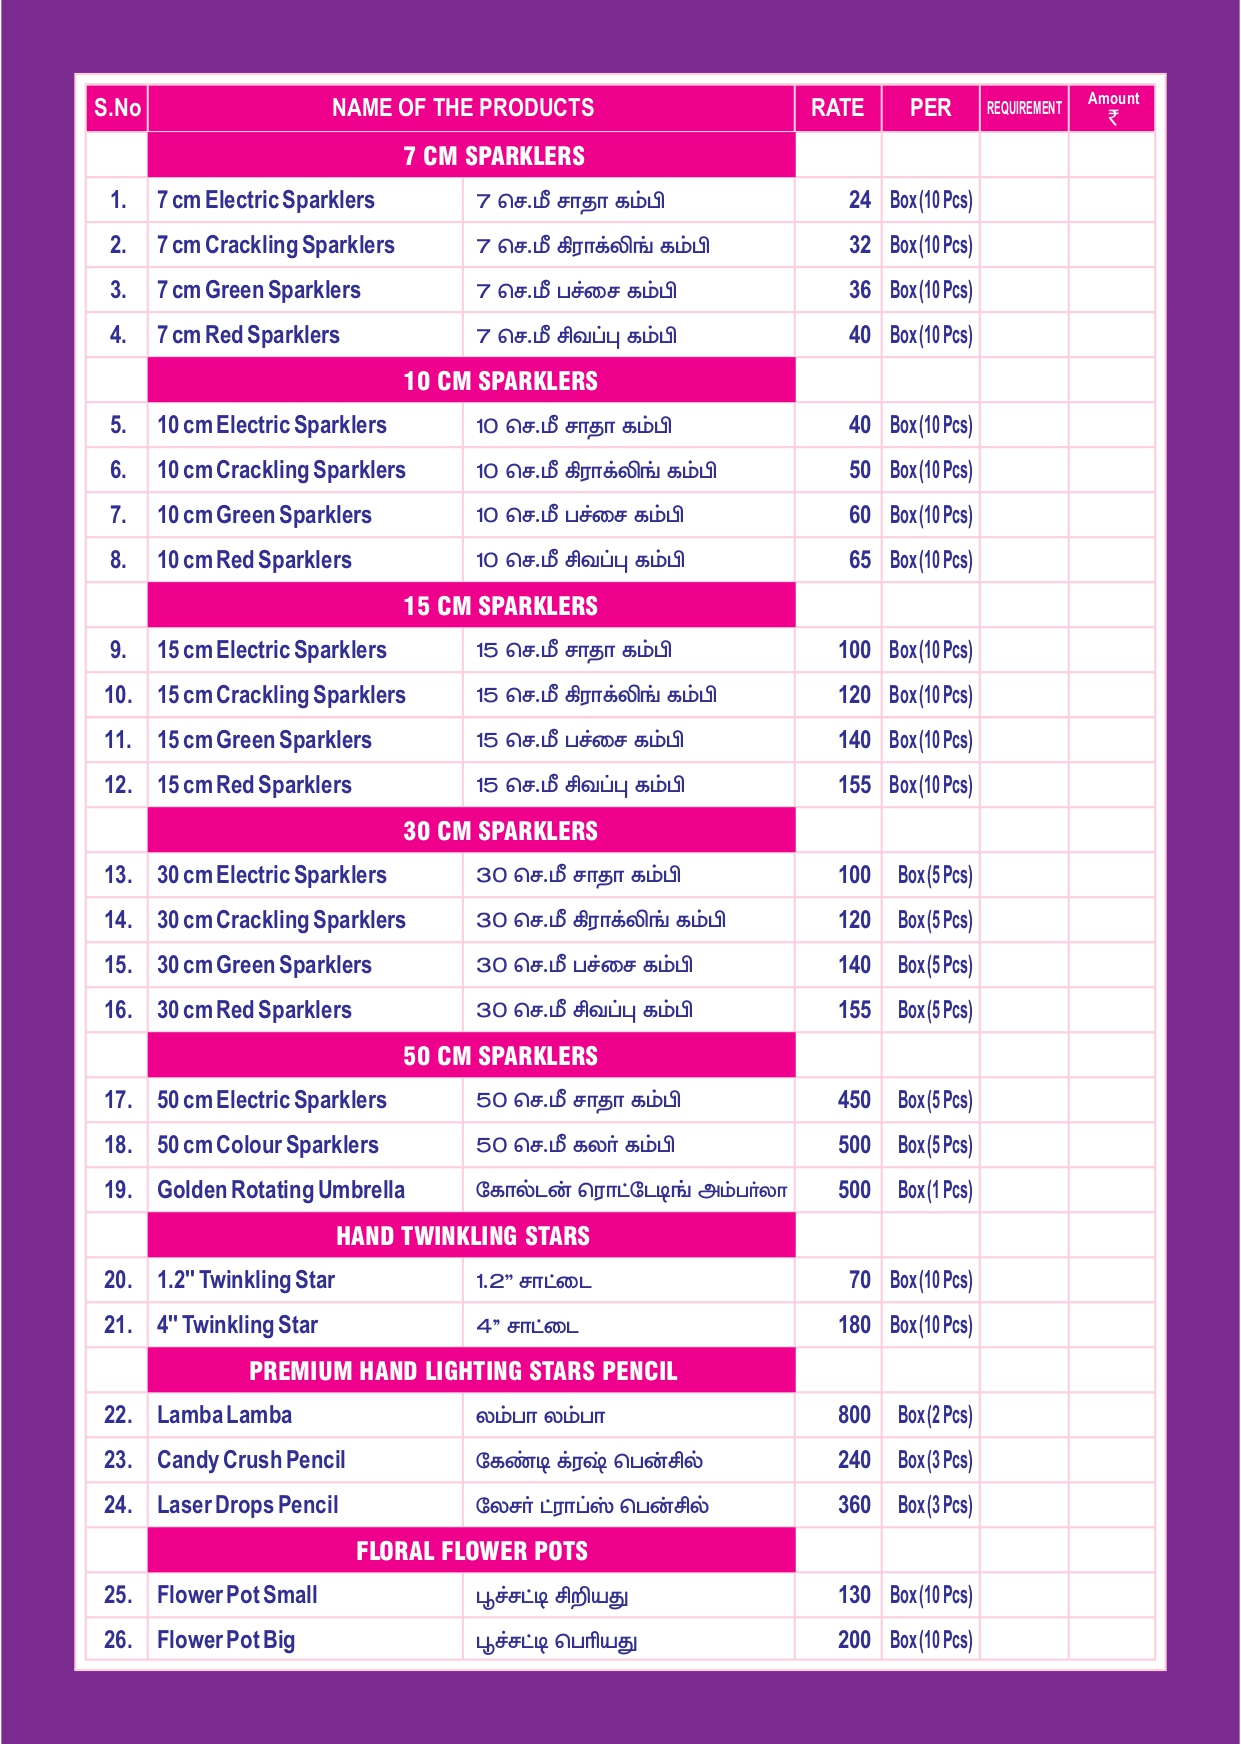 S.No NAME OF THE PRODUCTS RATE PER REQUIREMENT Amount ₹
7 CM SPARKLERS
1. 7 cm Electric Sparklers 7 செ.மீ சாதா கம்பி 24 Box (10 Pcs)
2. 7 cm Crackling Sparklers 7 செ.மீ கிராக்லிங் கம்பி 32 Box (10 Pcs)
3. 7 cm Green Sparklers 7 செ.மீ பச்சை கம்பி 36 Box (10 Pcs)
4. 7 cm Red Sparklers 7 செ.மீ சிவப்பு கம்பி 40 Box (10 Pcs)
10 CM SPARKLERS
5. 10 cm Electric Sparklers 10 செ.மீ சாதா கம்பி 40 Box (10 Pcs)
6. 10 cm Crackling Sparklers 10 செ.மீ கிராக்லிங் கம்பி 50 Box (10 Pcs)
7. 10 cm Green Sparklers 10 செ.மீ பச்சை கம்பி 60 Box (10 Pcs)
8. 10 cm Red Sparklers 10 செ.மீ சிவப்பு கம்பி 65 Box (10 Pcs)
15 CM SPARKLERS
9. 15 cm Electric Sparklers 15 செ.மீ சாதா கம்பி 100 Box (10 Pcs)
10. 15 cm Crackling Sparklers 15 செ.மீ கிராக்லிங் கம்பி 120 Box (10 Pcs)
11. 15 cm Green Sparklers 15 செ.மீ பச்சை கம்பி 140 Box (10 Pcs)
12. 15 cm Red Sparklers 15 செ.மீ சிவப்பு கம்பி 155 Box (10 Pcs)
30 CM SPARKLERS
13. 30 cm Electric Sparklers 30 செ.மீ சாதா கம்பி 100 Box (5 Pcs)
14. 30 cm Crackling Sparklers 30 செ.மீ கிராக்லிங் கம்பி 120 Box (5 Pcs)
15. 30 cm Green Sparklers 30 செ.மீ பச்சை கம்பி 140 Box (5 Pcs)
16. 30 cm Red Sparklers 30 செ.மீ சிவப்பு கம்பி 155 Box (5 Pcs)
50 CM SPARKLERS
17. 50 cm Electric Sparklers 50 செ.மீ சாதா கம்பி 450 Box (5 Pcs)
18. 50 cm Colour Sparklers 50 செ.மீ கலர் கம்பி 500 Box (5 Pcs)
19. Golden Rotating Umbrella கோல்டன் ரொட்டேடிங் அம்பர்லா 500 Box (1 Pcs)
HAND TWINKLING STARS
20. 1.2" Twinkling Star 1.2” சாட்டை 70 Box (10 Pcs)
21. 4" Twinkling Star 4” சாட்டை 180 Box (10 Pcs)
PREMIUM HAND LIGHTING STARS PENCIL
22. Lamba Lamba லம்பா லம்பா 800 Box (2 Pcs)
23. Candy Crush Pencil கேண்டி க்ரஷ் பென்சில் 240 Box (3 Pcs)
24. Laser Drops Pencil லேசர் ட்ராப்ஸ் பென்சில் 360 Box (3 Pcs)
FLORAL FLOWER POTS
25. Flower Pot Small பூச்சட்டி சிறியது 130 Box (10 Pcs)
26. Flower Pot Big பூச்சட்டி பெரியது 200 Box (10 Pcs)